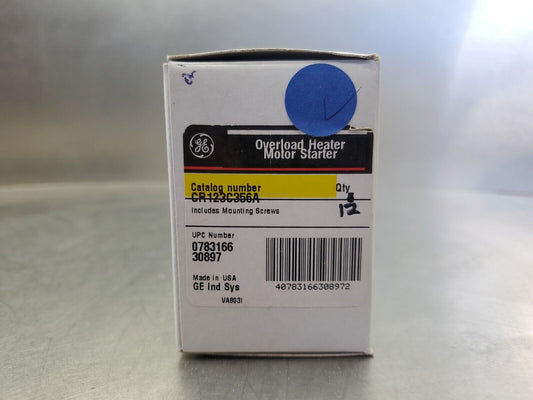 GE
Overload Heater
Motor Starter
Catalog number Qty
CR123C356A
12
Includes Mounting Screws
UPC Number
0783166
30897
Made in USA
GE Ind Sys
40783166308972
VA803I